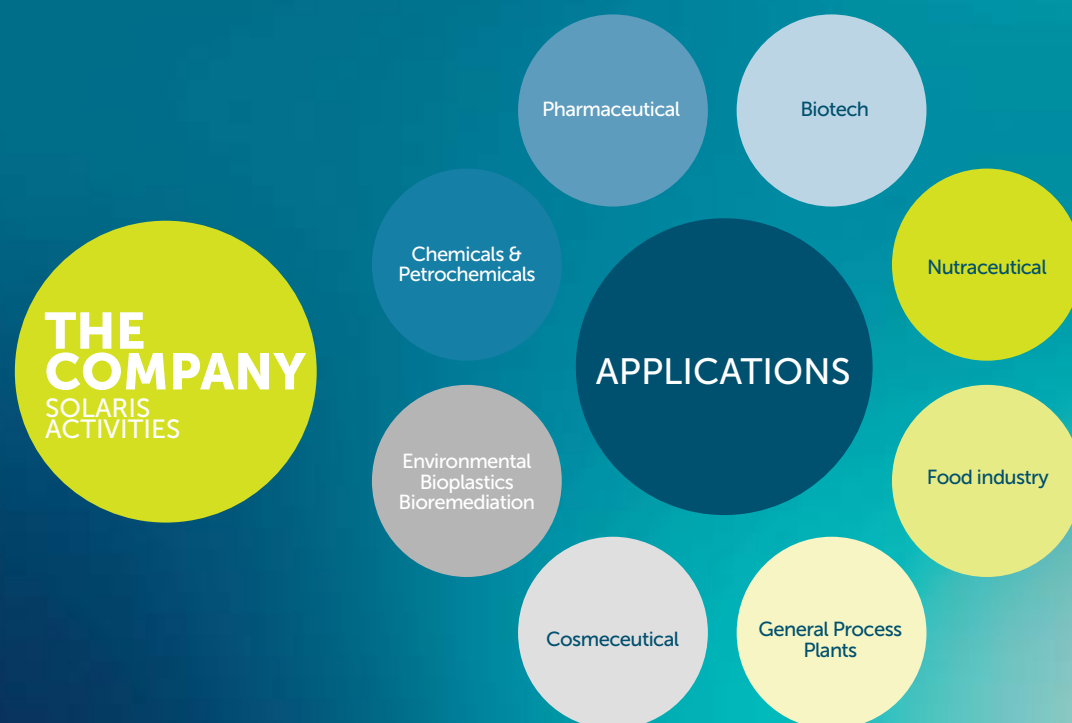 THE
COMPANY
SOLARIS
ACTIVITIES
Pharmaceutical
Biotech
Chemicals &
Petrochemicals
Nutraceutical
APPLICATIONS
Environmental
Bioplastics
Bioremediation
Food industry
Cosmeceutical
General Process
Plants